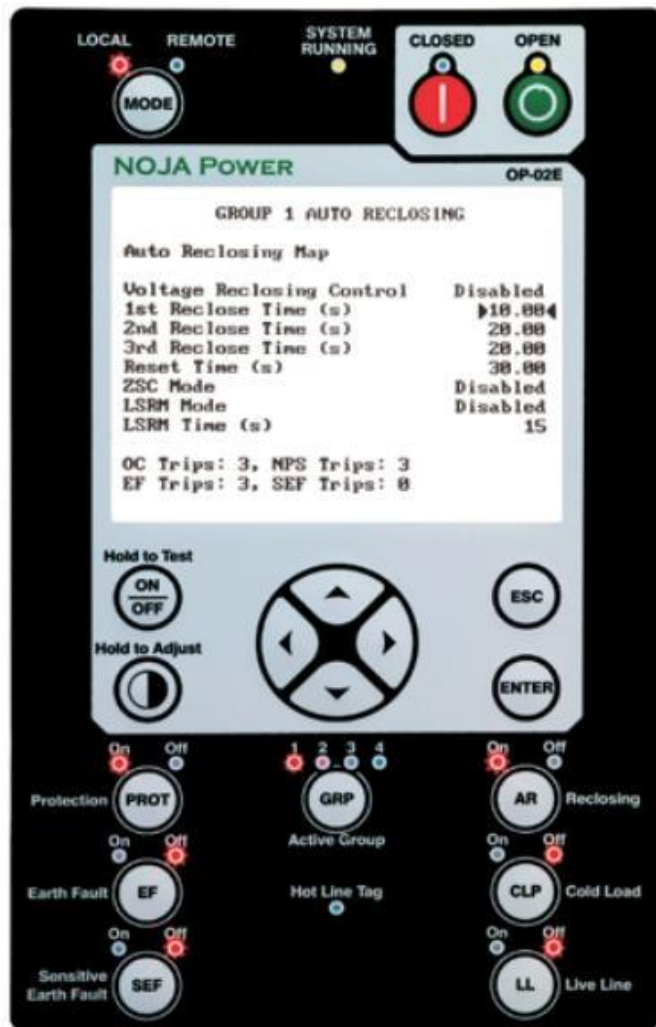 LOCAL REMOTE SYSTEM RUNNING CLOSED OPEN
MODE
NOJA POWER
OP-02E
GROUP 1 AUTO RECLOSING
Auto Reclosing Map
Voltage Reclosing Control Disabled
1st Reclose Time (s) 10.00
2nd Reclose Time (s) 20.00
3rd Reclose Time (s) 20.00
Reset Time (s) 30.00
ZSC Mode Disabled
LSRM Mode Disabled
LSRM Time (s) 15
OC Trips: 3, NPS Trips: 3
EF Trips: 3, SEF Trips: 0
Hold to Test
ON
OFF
ESC
Hold to Adjust
ENTER
On Off 1 2 3 4 On Off
Protection PROT GRP AR Reclosing
Active Group
On Off On Off
Earth Fault EF Hot Line Tag CLP Cold Load
On Off On Off
Sensitive
Earth Fault SEF LL Live Line